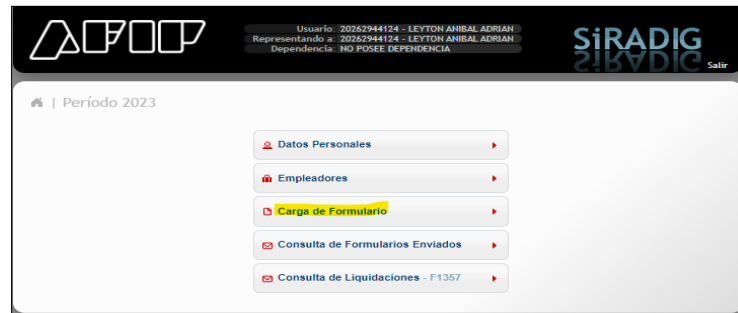 AFIP
Usuario: 20262944124 - LEYTON ANIBAL ADRIAN
Representando a: 20262944124 - LEYTON ANIBAL ADRIAN
Dependencia: NO POSEE DEPENDENCIA
SiRADIG
Salir
| Período 2023
Datos Personales
Empleadores
Carga de Formulario
Consulta de Formularios Enviados
Consulta de Liquidaciones - F1357